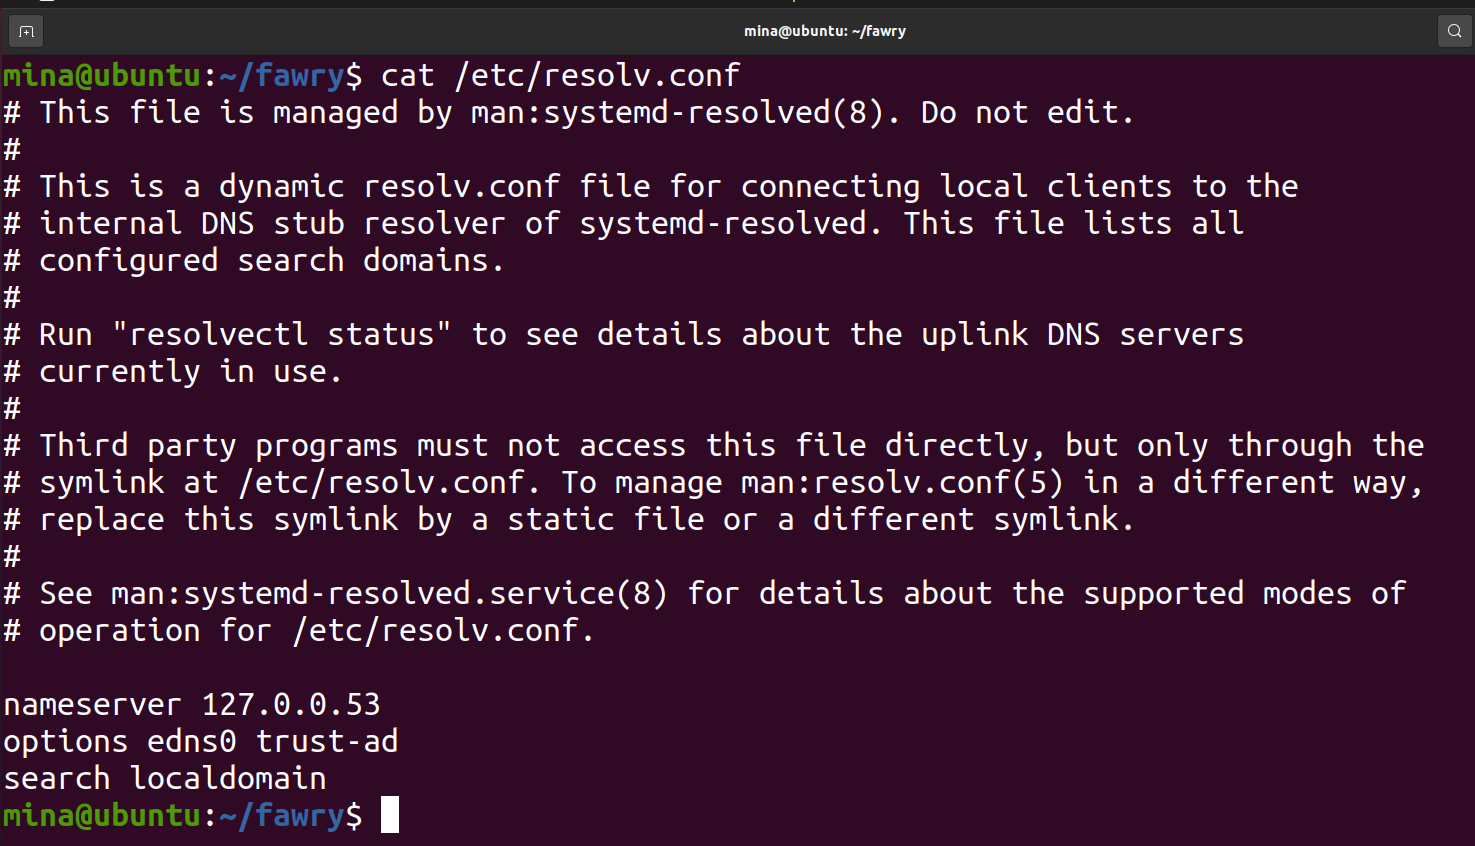 mina@ubuntu: ~/fawry
mina@ubuntu:~/fawry$ cat /etc/resolv.conf
# This file is managed by man:systemd-resolved(8). Do not edit.
#
# This is a dynamic resolv.conf file for connecting local clients to the
# internal DNS stub resolver of systemd-resolved. This file lists all
# configured search domains.
#
# Run "resolvectl status" to see details about the uplink DNS servers
# currently in use.
#
# Third party programs must not access this file directly, but only through the
# symlink at /etc/resolv.conf. To manage man:resolv.conf(5) in a different way,
# replace this symlink by a static file or a different symlink.
#
# See man:systemd-resolved.service(8) for details about the supported modes of
# operation for /etc/resolv.conf.

nameserver 127.0.0.53
options edns0 trust-ad
search localdomain
mina@ubuntu:~/fawry$